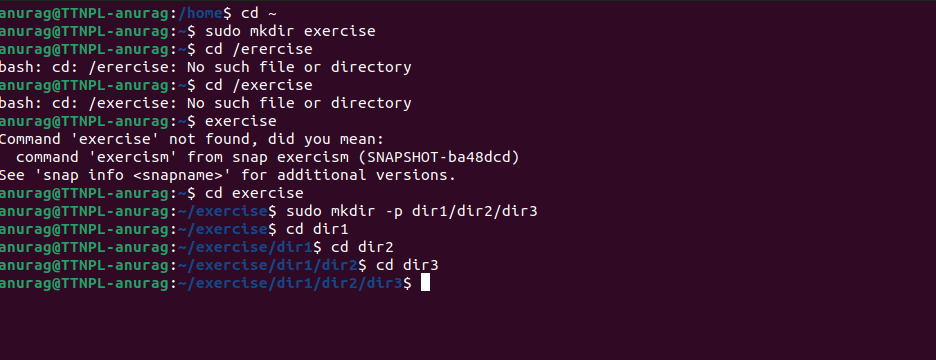 anurag@TTNPL-anurag:/home$ cd ~
anurag@TTNPL-anurag:~$ sudo mkdir exercise
anurag@TTNPL-anurag:~$ cd /erercise
bash: cd: /erercise: No such file or directory
anurag@TTNPL-anurag:~$ cd /exercise
bash: cd: /exercise: No such file or directory
anurag@TTNPL-anurag:~$ exercise
Command 'exercise' not found, did you mean:
  command 'exercism' from snap exercism (SNAPSHOT-ba48dcd)
See 'snap info <snapname>' for additional versions.
anurag@TTNPL-anurag:~$ cd exercise
anurag@TTNPL-anurag:~/exercise$ sudo mkdir -p dir1/dir2/dir3
anurag@TTNPL-anurag:~/exercise$ cd dir1
anurag@TTNPL-anurag:~/exercise/dir1$ cd dir2
anurag@TTNPL-anurag:~/exercise/dir1/dir2$ cd dir3
anurag@TTNPL-anurag:~/exercise/dir1/dir2/dir3$